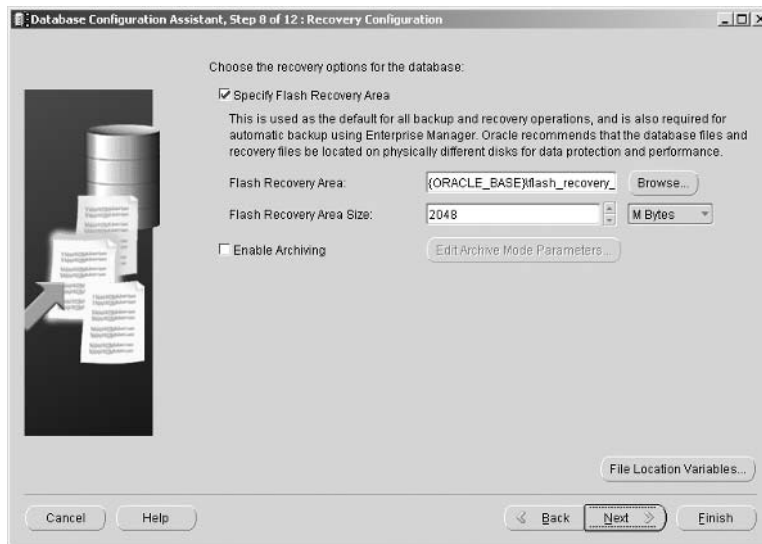 Database Configuration Assistant, Step 8 of 12 : Recovery Configuration
Choose the recovery options for the database:
Specify Flash Recovery Area
This is used as the default for all backup and recovery operations, and is also required for
automatic backup using Enterprise Manager. Oracle recommends that the database files and
recovery files be located on physically different disks for data protection and performance.
Flash Recovery Area: {ORACLE_BASE}\flash_recovery_ Browse...
Flash Recovery Area Size: 2048 M Bytes
Enable Archiving Edit Archive Mode Parameters...
File Location Variables...
Cancel Help Back Next Finish